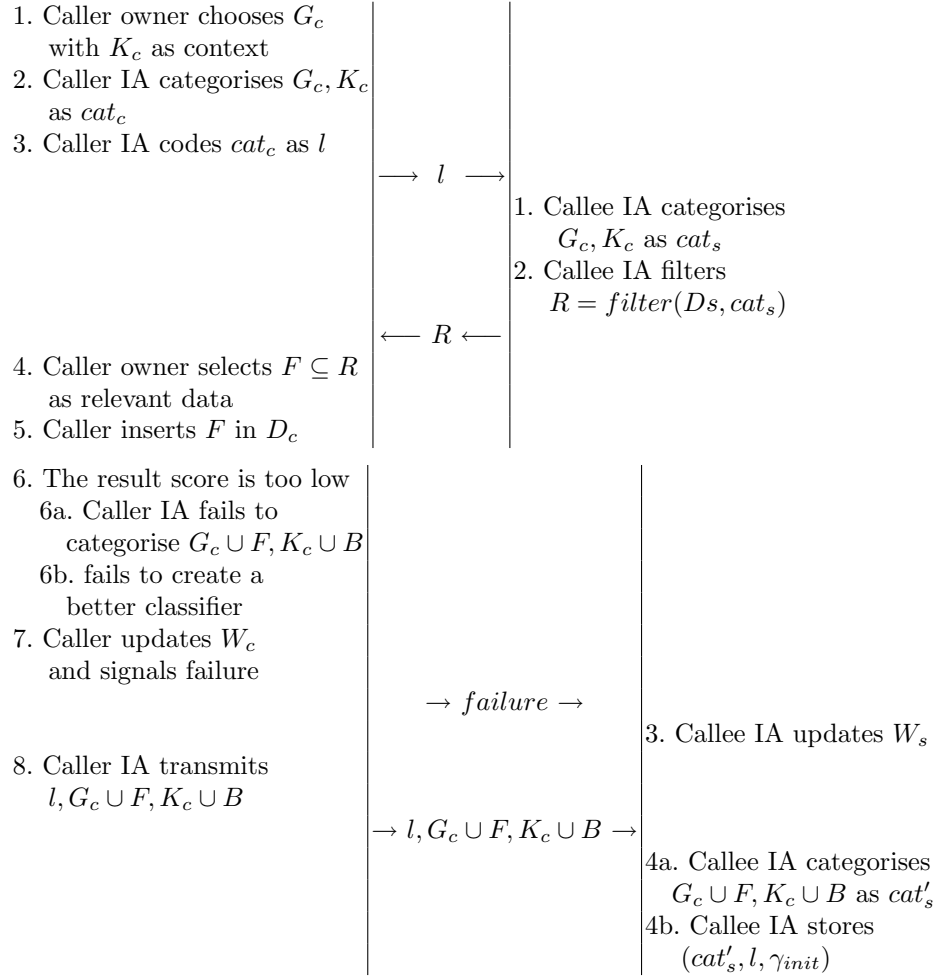 1. Caller owner chooses G_c
with K_c as context
2. Caller IA categorises G_c, K_c
as cat_c
3. Caller IA codes cat_c as l
⟶ l ⟶
1. Callee IA categorises
G_c, K_c as cat_s
2. Callee IA filters
R = filter(Ds, cat_s)
⟵ R ⟵
4. Caller owner selects F ⊆ R
as relevant data
5. Caller inserts F in D_c
6. The result score is too low
6a. Caller IA fails to
categorise G_c ∪ F, K_c ∪ B
6b. fails to create a
better classifier
7. Caller updates W_c
and signals failure
→ failure →
3. Callee IA updates W_s
8. Caller IA transmits
l, G_c ∪ F, K_c ∪ B
→ l, G_c ∪ F, K_c ∪ B →
4a. Callee IA categorises
G_c ∪ F, K_c ∪ B as cat'_s
4b. Callee IA stores
(cat'_s, l, γ_init)